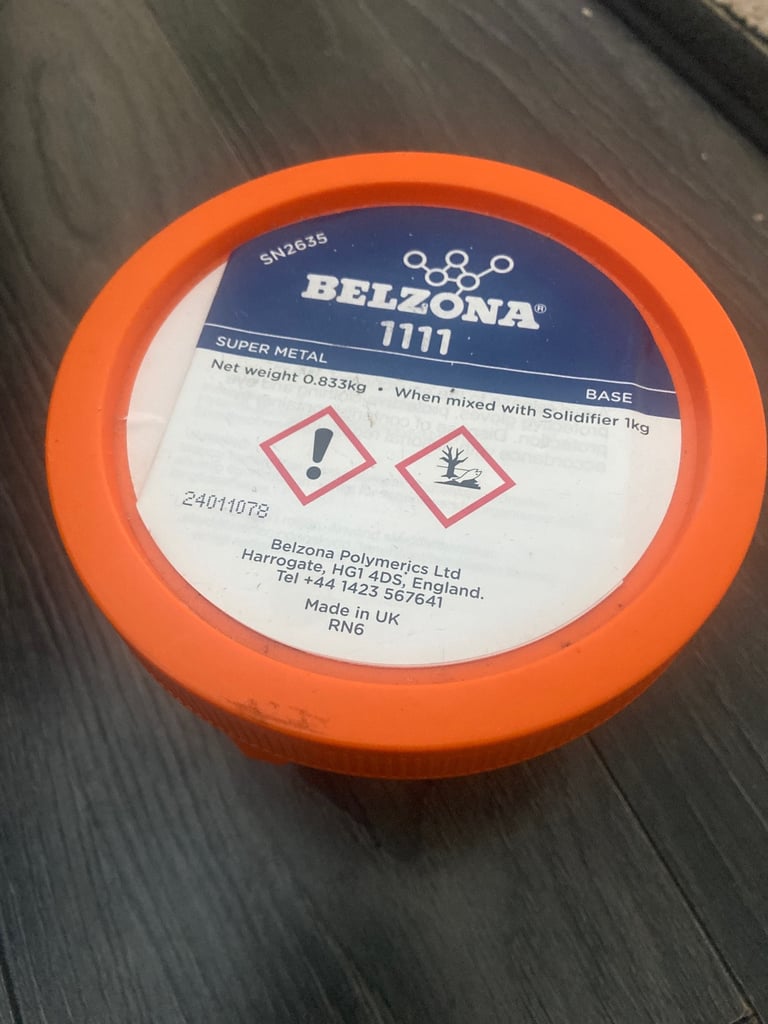 SN2635
BELZONA®
1111
SUPER METAL
BASE
Net weight 0.833kg • When mixed with Solidifier 1kg
24011078
Belzona Polymerics Ltd
Harrogate, HG1 4DS, England.
Tel +44 1423 567641
Made in UK
RN6